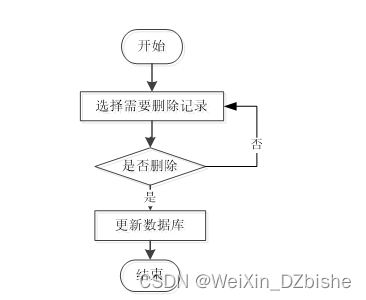 开始
选择需要删除记录
是否删除
否
是
更新数据库
结束
CSDN @WeiXin_DZbishe